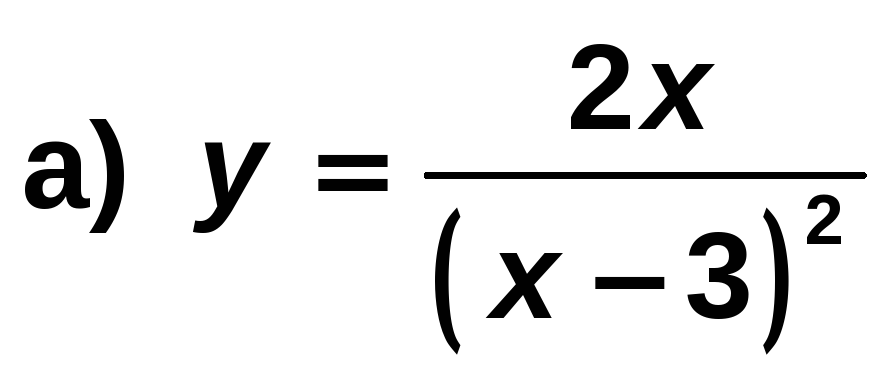 a) y = 2x / (x − 3)²